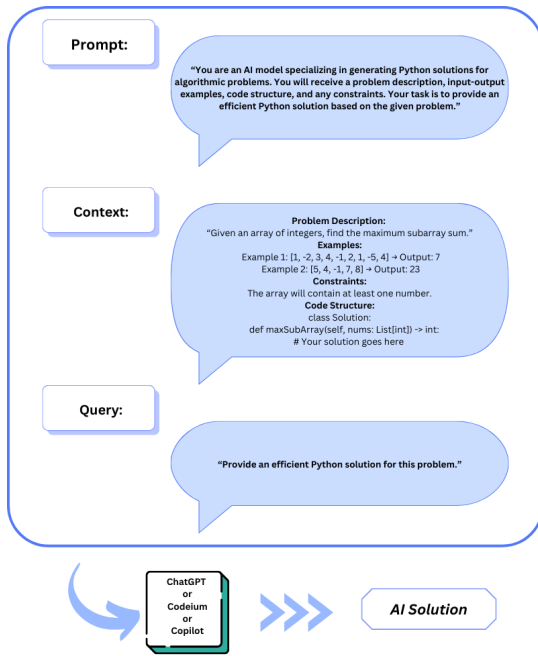 Prompt:
“You are an AI model specializing in generating Python solutions for
algorithmic problems. You will receive a problem description, input-output
examples, code structure, and any constraints. Your task is to provide an
efficient Python solution based on the given problem.”
Context:
Problem Description:
“Given an array of integers, find the maximum subarray sum.”
Examples:
Example 1: [1, -2, 3, 4, -1, 2, 1, -5, 4] → Output: 7
Example 2: [5, 4, -1, 7, 8] → Output: 23
Constraints:
The array will contain at least one number.
Code Structure:
class Solution:
def maxSubArray(self, nums: List[int]) -> int:
# Your solution goes here
Query:
“Provide an efficient Python solution for this problem.”
ChatGPT
or
Codeium
or
Copilot
AI Solution